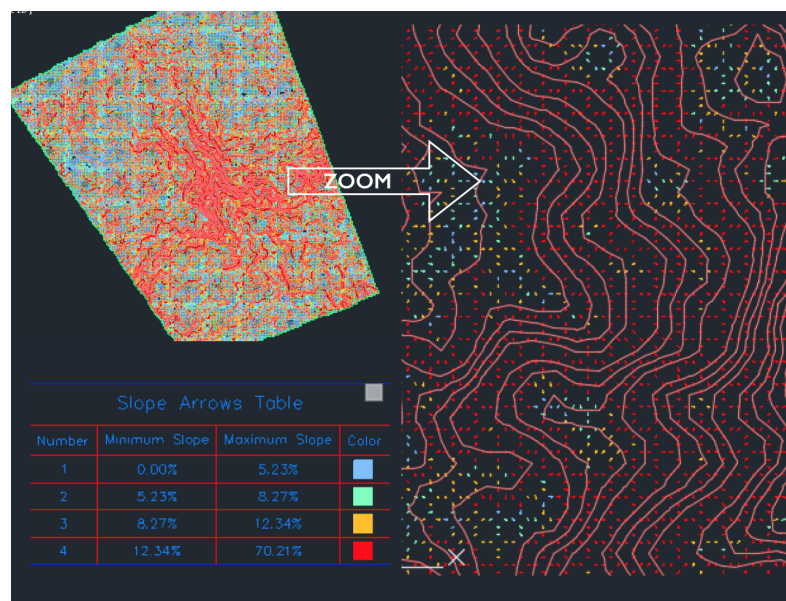 ZOOM
Slope Arrows Table
Number Minimum Slope Maximum Slope Color
1 0.00% 5.23%
2 5.23% 8.27%
3 8.27% 12.34%
4 12.34% 70.21%